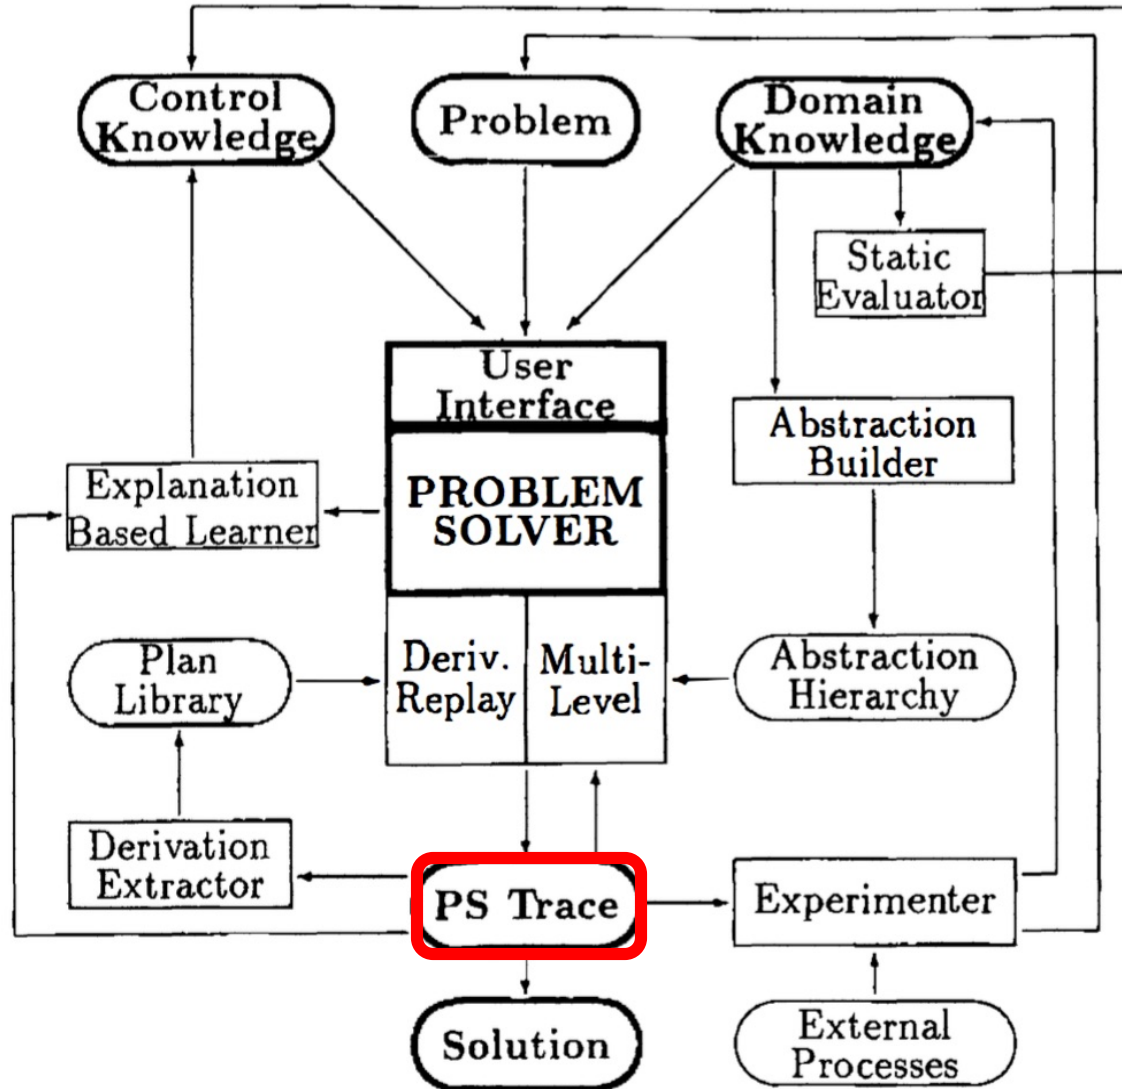 Control
Knowledge
Problem
Domain
Knowledge
Static
Evaluator
User
Interface
Abstraction
Builder
PROBLEM
SOLVER
Explanation
Based Learner
Plan
Library
Deriv.
Replay
Multi-
Level
Abstraction
Hierarchy
Derivation
Extractor
PS Trace
Experimenter
Solution
External
Processes